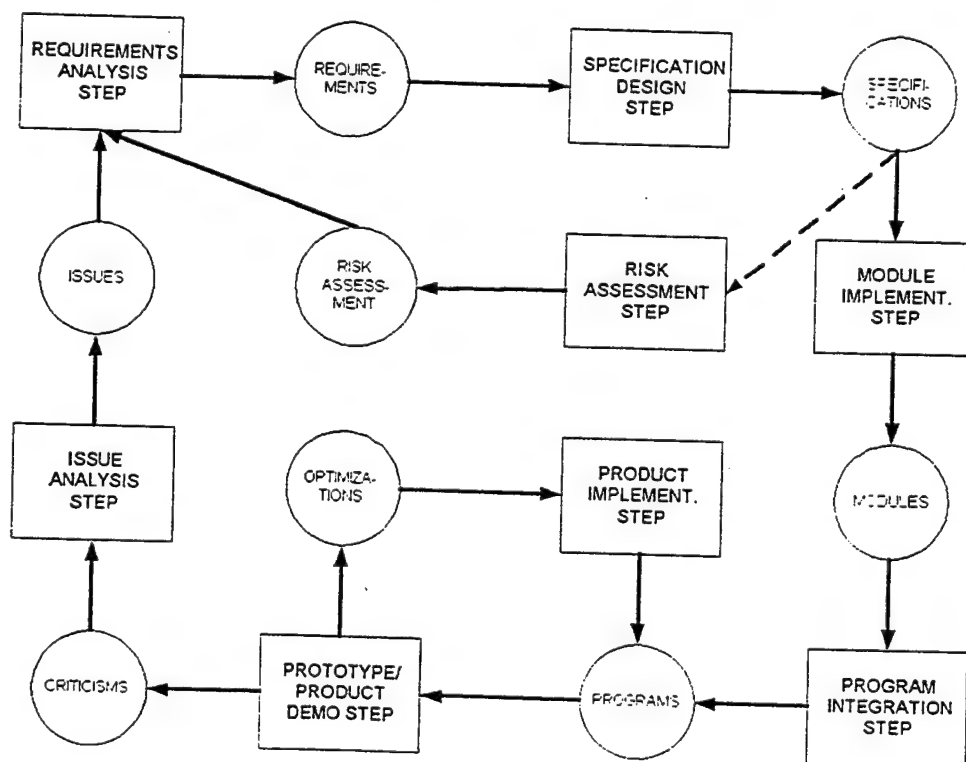 REQUIREMENTS
ANALYSIS
STEP
REQUIRE-
MENTS
SPECIFICATION
DESIGN
STEP
SPECIFI-
CATIONS
ISSUES
RISK
ASSESS-
MENT
RISK
ASSESSMENT
STEP
MODULE
IMPLEMENT.
STEP
ISSUE
ANALYSIS
STEP
OPTIMIZA-
TIONS
PRODUCT
IMPLEMENT.
STEP
MODULES
CRITICISMS
PROTOTYPE/
PRODUCT
DEMO STEP
PROGRAMS
PROGRAM
INTEGRATION
STEP